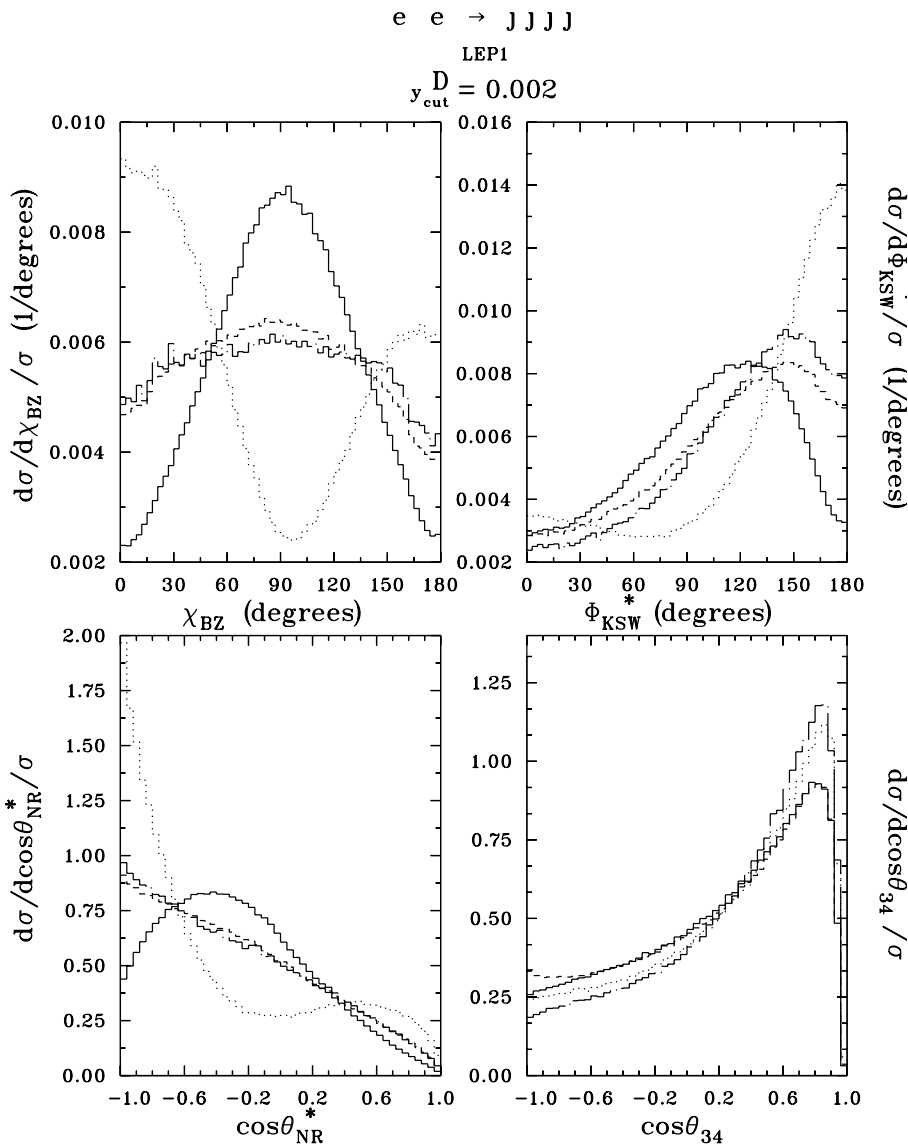 e e → jjjj
LEP1
y_cut^D = 0.002
0.010 0.008 0.006 0.004 0.002
0 30 60 90 120 150 180
χ_BZ (degrees)
dσ/dχ_BZ/σ (1/degrees)
0.016 0.014 0.012 0.010 0.008 0.006 0.004 0.002
0 30 60 90 120 150 180
Φ*_KSW (degrees)
dσ/dΦ*_KSW/σ (1/degrees)
2.00 1.75 1.50 1.25 1.00 0.75 0.50 0.25 0.00
−1.0 −0.6 −0.2 0.2 0.6 1.0
cosθ*_NR
dσ/dcosθ*_NR/σ
1.25 1.00 0.75 0.50 0.25 0.00
−1.0 −0.6 −0.2 0.2 0.6 1.0
cosθ_34
dσ/dcosθ_34/σ